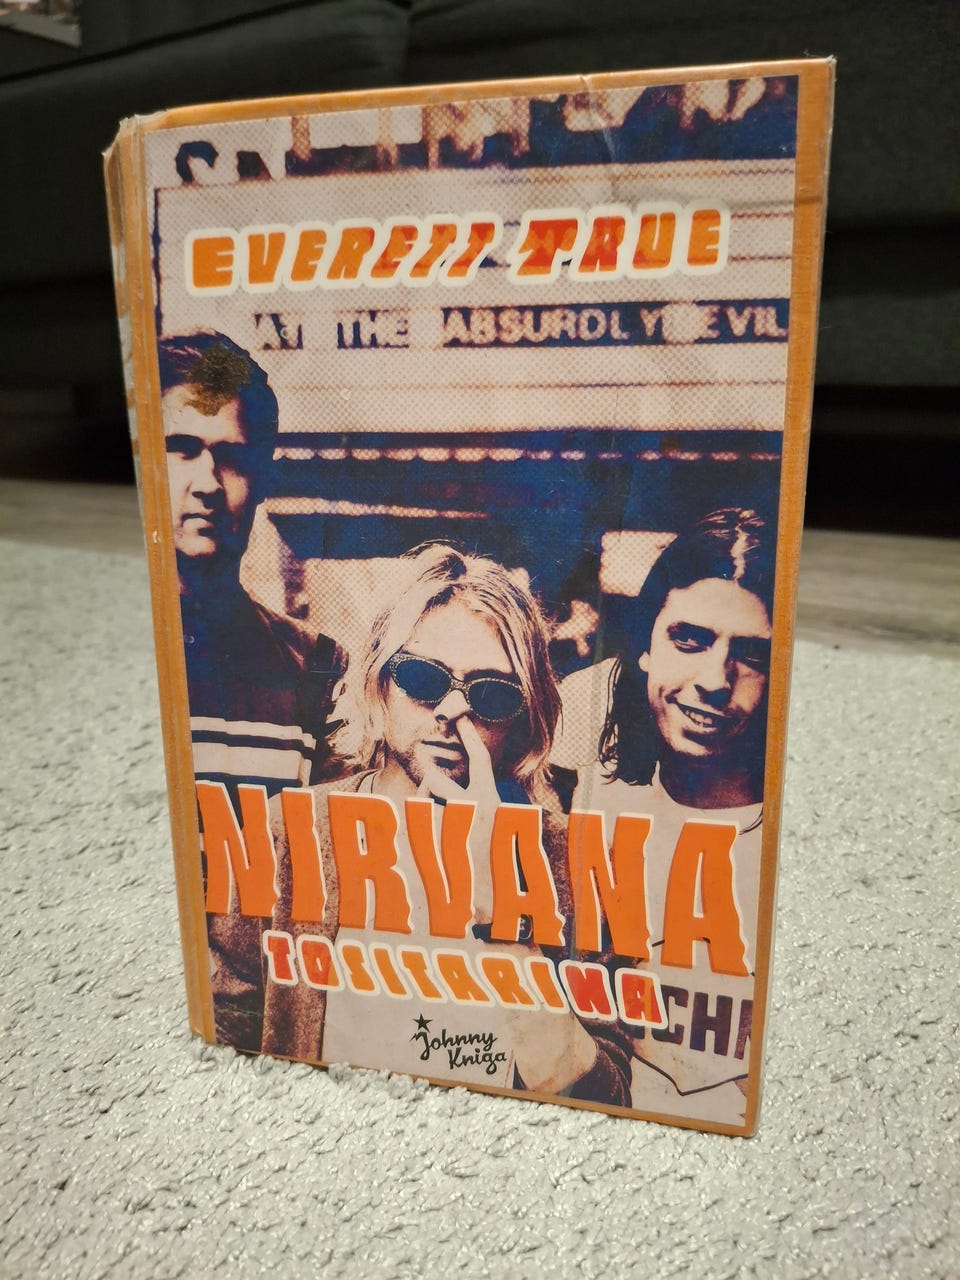 EVERETT TRUE
AT THE ABSURDLY EVIL
NIRVANA
TOSITARINA
Johnny
Kniga